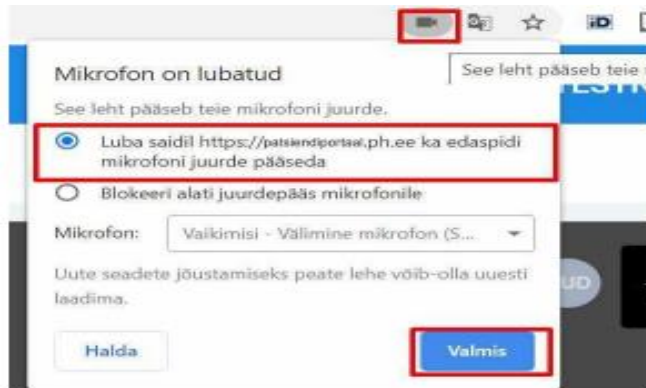 iD
Mikrofon on lubatud
See leht pääseb teie
See leht pääseb teie mikrofoni juurde.
Luba saidil https://patsiendiportaal.ph.ee ka edaspidi
mikrofoni juurde pääseda
Blokeeri alati juurdepääs mikrofonile
Mikrofon: Vaikimisi - Välimine mikrofon (S...
Uute seadete jõustamiseks peate lehe võib-olla uuesti
laadima.
UD
Halda Valmis